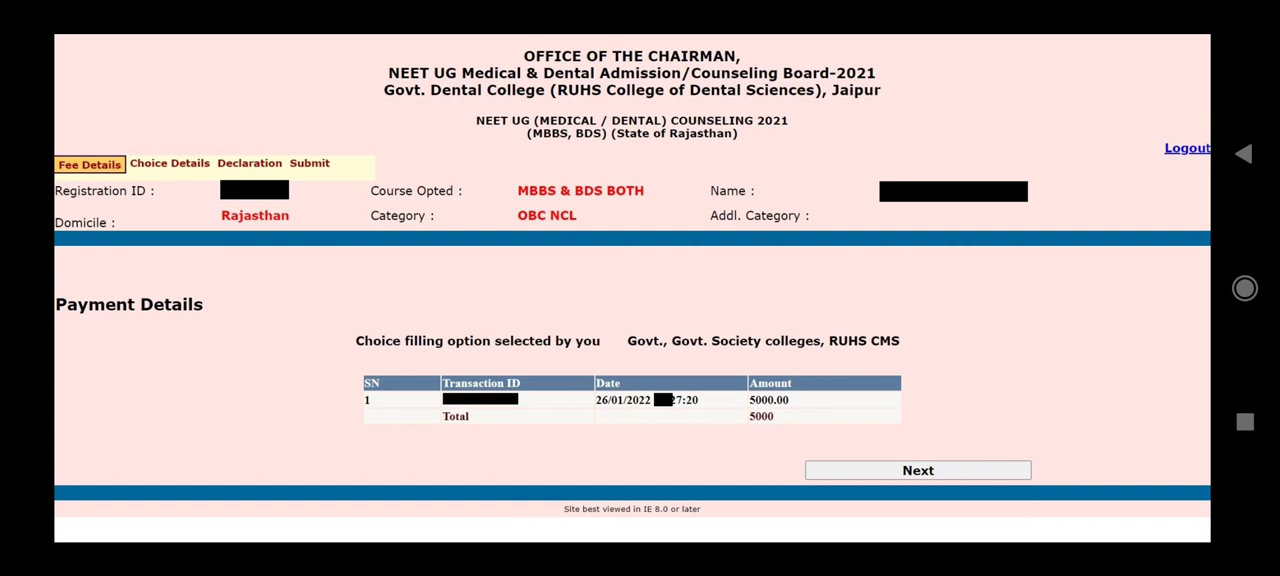 OFFICE OF THE CHAIRMAN,
NEET UG Medical & Dental Admission/Counseling Board-2021
Govt. Dental College (RUHS College of Dental Sciences), Jaipur
NEET UG (MEDICAL / DENTAL) COUNSELING 2021
(MBBS, BDS) (State of Rajasthan)
Logout
Fee Details Choice Details Declaration Submit
Registration ID : Course Opted : MBBS & BDS BOTH Name :
Domicile : Rajasthan Category : OBC NCL Addl. Category :
Payment Details
Choice filling option selected by you Govt., Govt. Society colleges, RUHS CMS
SN Transaction ID Date Amount
1 26/01/2022 27:20 5000.00
Total 5000
Next
Site best viewed in IE 8.0 or later